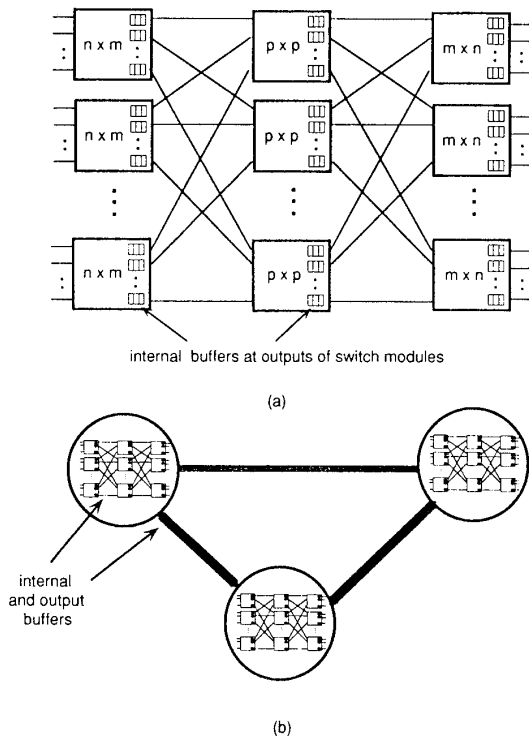 n x m
p x p
m x n
n x m
p x p
m x n
n x m
p x p
m x n
internal buffers at outputs of switch modules
(a)
internal
and output
buffers
(b)